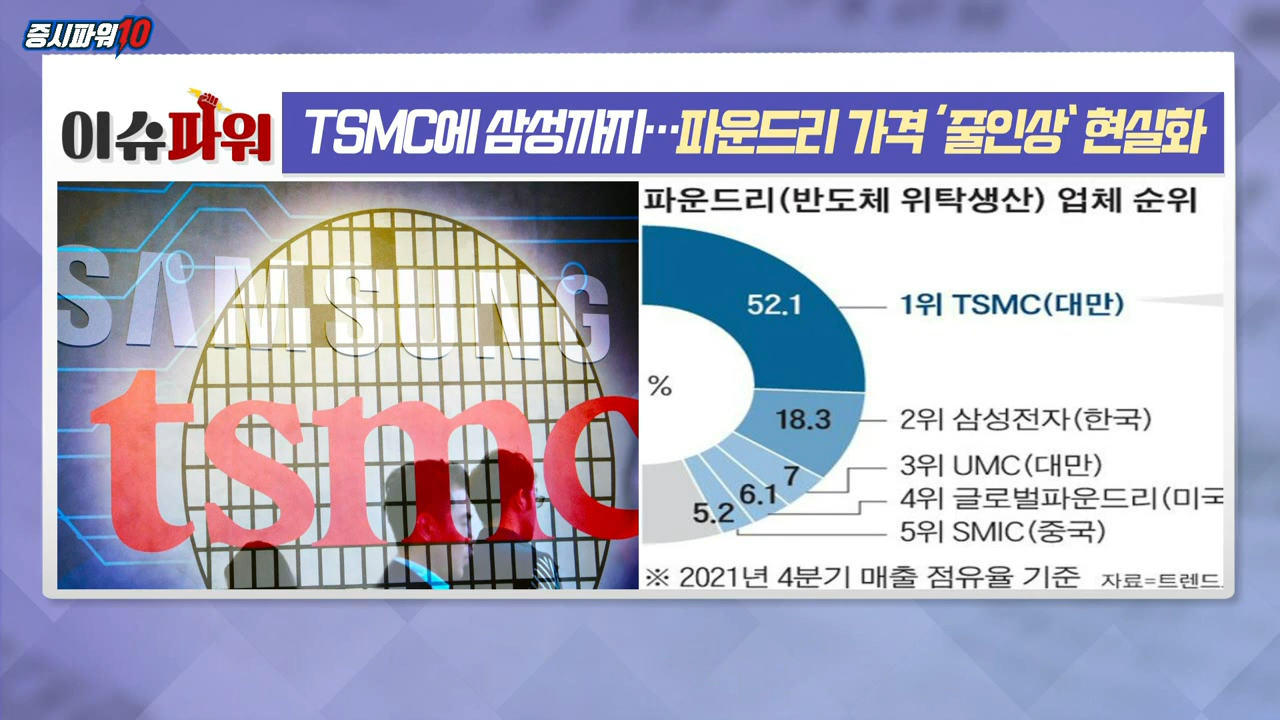 증시파워10
이슈파워
TSMC에 삼성까지…파운드리 가격 '줄인상' 현실화
SAMSUNG
tsmc
파운드리(반도체 위탁생산) 업체 순위
52.1
1위 TSMC(대만)
%
18.3
2위 삼성전자(한국)
7
3위 UMC(대만)
6.1
4위 글로벌파운드리(미국
5.2
5위 SMIC(중국)
※ 2021년 4분기 매출 점유율 기준
자료=트렌드